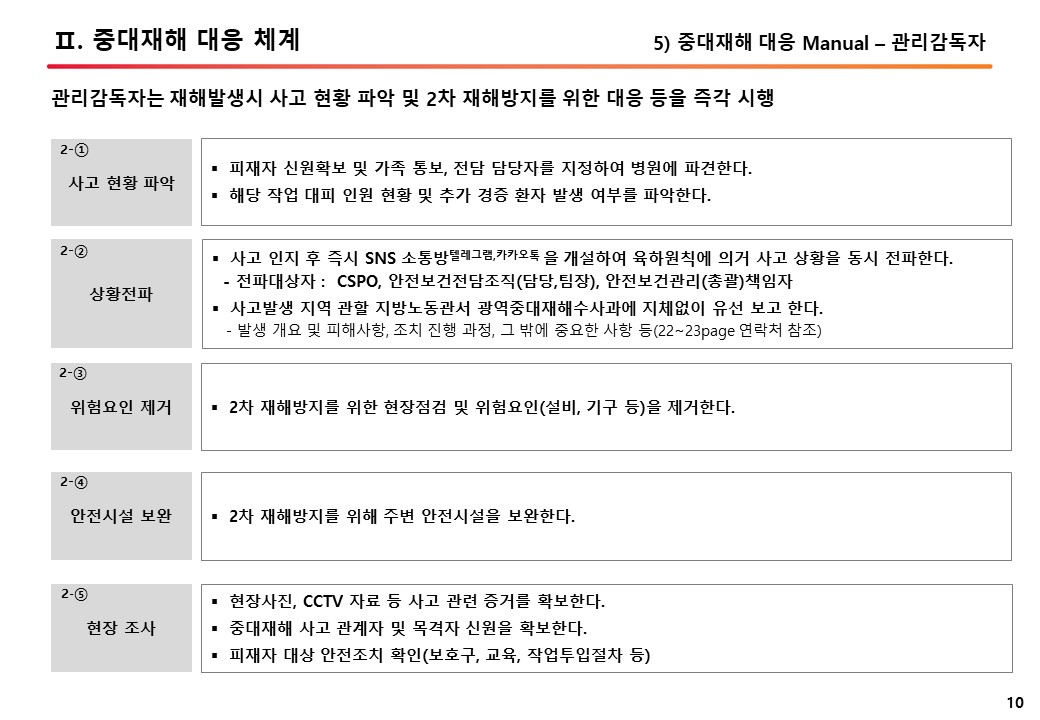 Ⅱ. 중대재해 대응 체계
5) 중대재해 대응 Manual – 관리감독자
관리감독자는 재해발생시 사고 현황 파악 및 2차 재해방지를 위한 대응 등을 즉각 시행
2-①
사고 현황 파악
▪ 피재자 신원확보 및 가족 통보, 전담 담당자를 지정하여 병원에 파견한다.
▪ 해당 작업 대피 인원 현황 및 추가 경증 환자 발생 여부를 파악한다.
2-②
상황전파
▪ 사고 인지 후 즉시 SNS 소통방텔레그램,카카오톡 을 개설하여 육하원칙에 의거 사고 상황을 동시 전파한다.
- 전파대상자 : CSPO, 안전보건전담조직(담당,팀장), 안전보건관리(총괄)책임자
▪ 사고발생 지역 관할 지방노동관서 광역중대재해수사과에 지체없이 유선 보고 한다.
- 발생 개요 및 피해사항, 조치 진행 과정, 그 밖에 중요한 사항 등(22~23page 연락처 참조)
2-③
위험요인 제거
▪ 2차 재해방지를 위한 현장점검 및 위험요인(설비, 기구 등)을 제거한다.
2-④
안전시설 보완
▪ 2차 재해방지를 위해 주변 안전시설을 보완한다.
2-⑤
현장 조사
▪ 현장사진, CCTV 자료 등 사고 관련 증거를 확보한다.
▪ 중대재해 사고 관계자 및 목격자 신원을 확보한다.
▪ 피재자 대상 안전조치 확인(보호구, 교육, 작업투입절차 등)
10